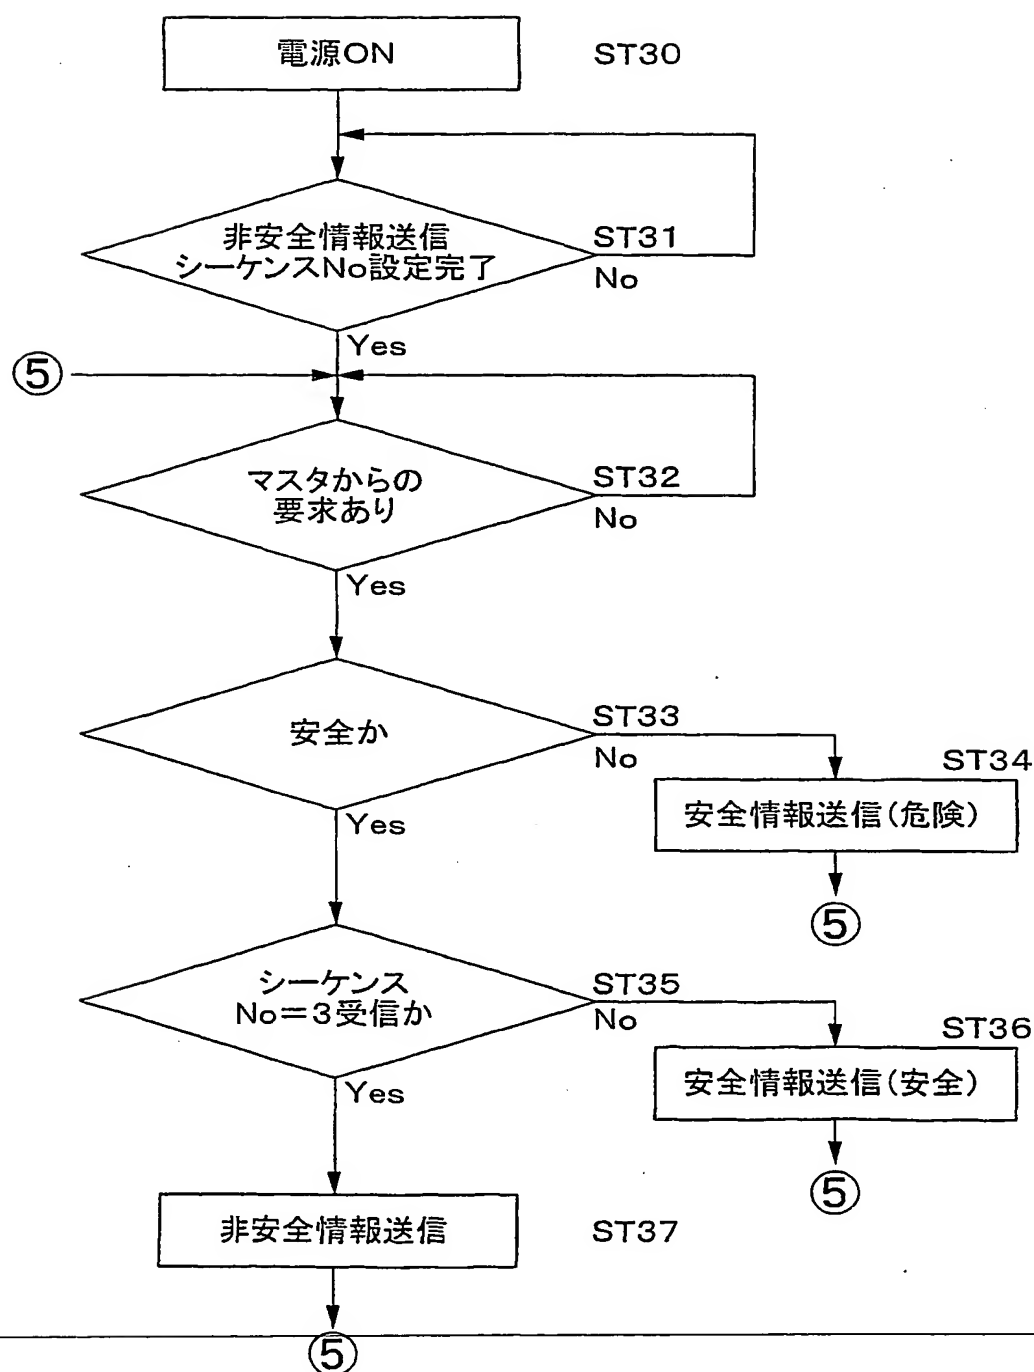 電源ON
ST30
非安全情報送信
シーケンスNo設定完了
ST31
No
Yes
⑤
マスタからの
要求あり
ST32
No
Yes
安全か
ST33
No
ST34
安全情報送信(危険)
⑤
Yes
シーケンス
No=3受信か
ST35
No
ST36
安全情報送信(安全)
⑤
Yes
非安全情報送信
ST37
⑤